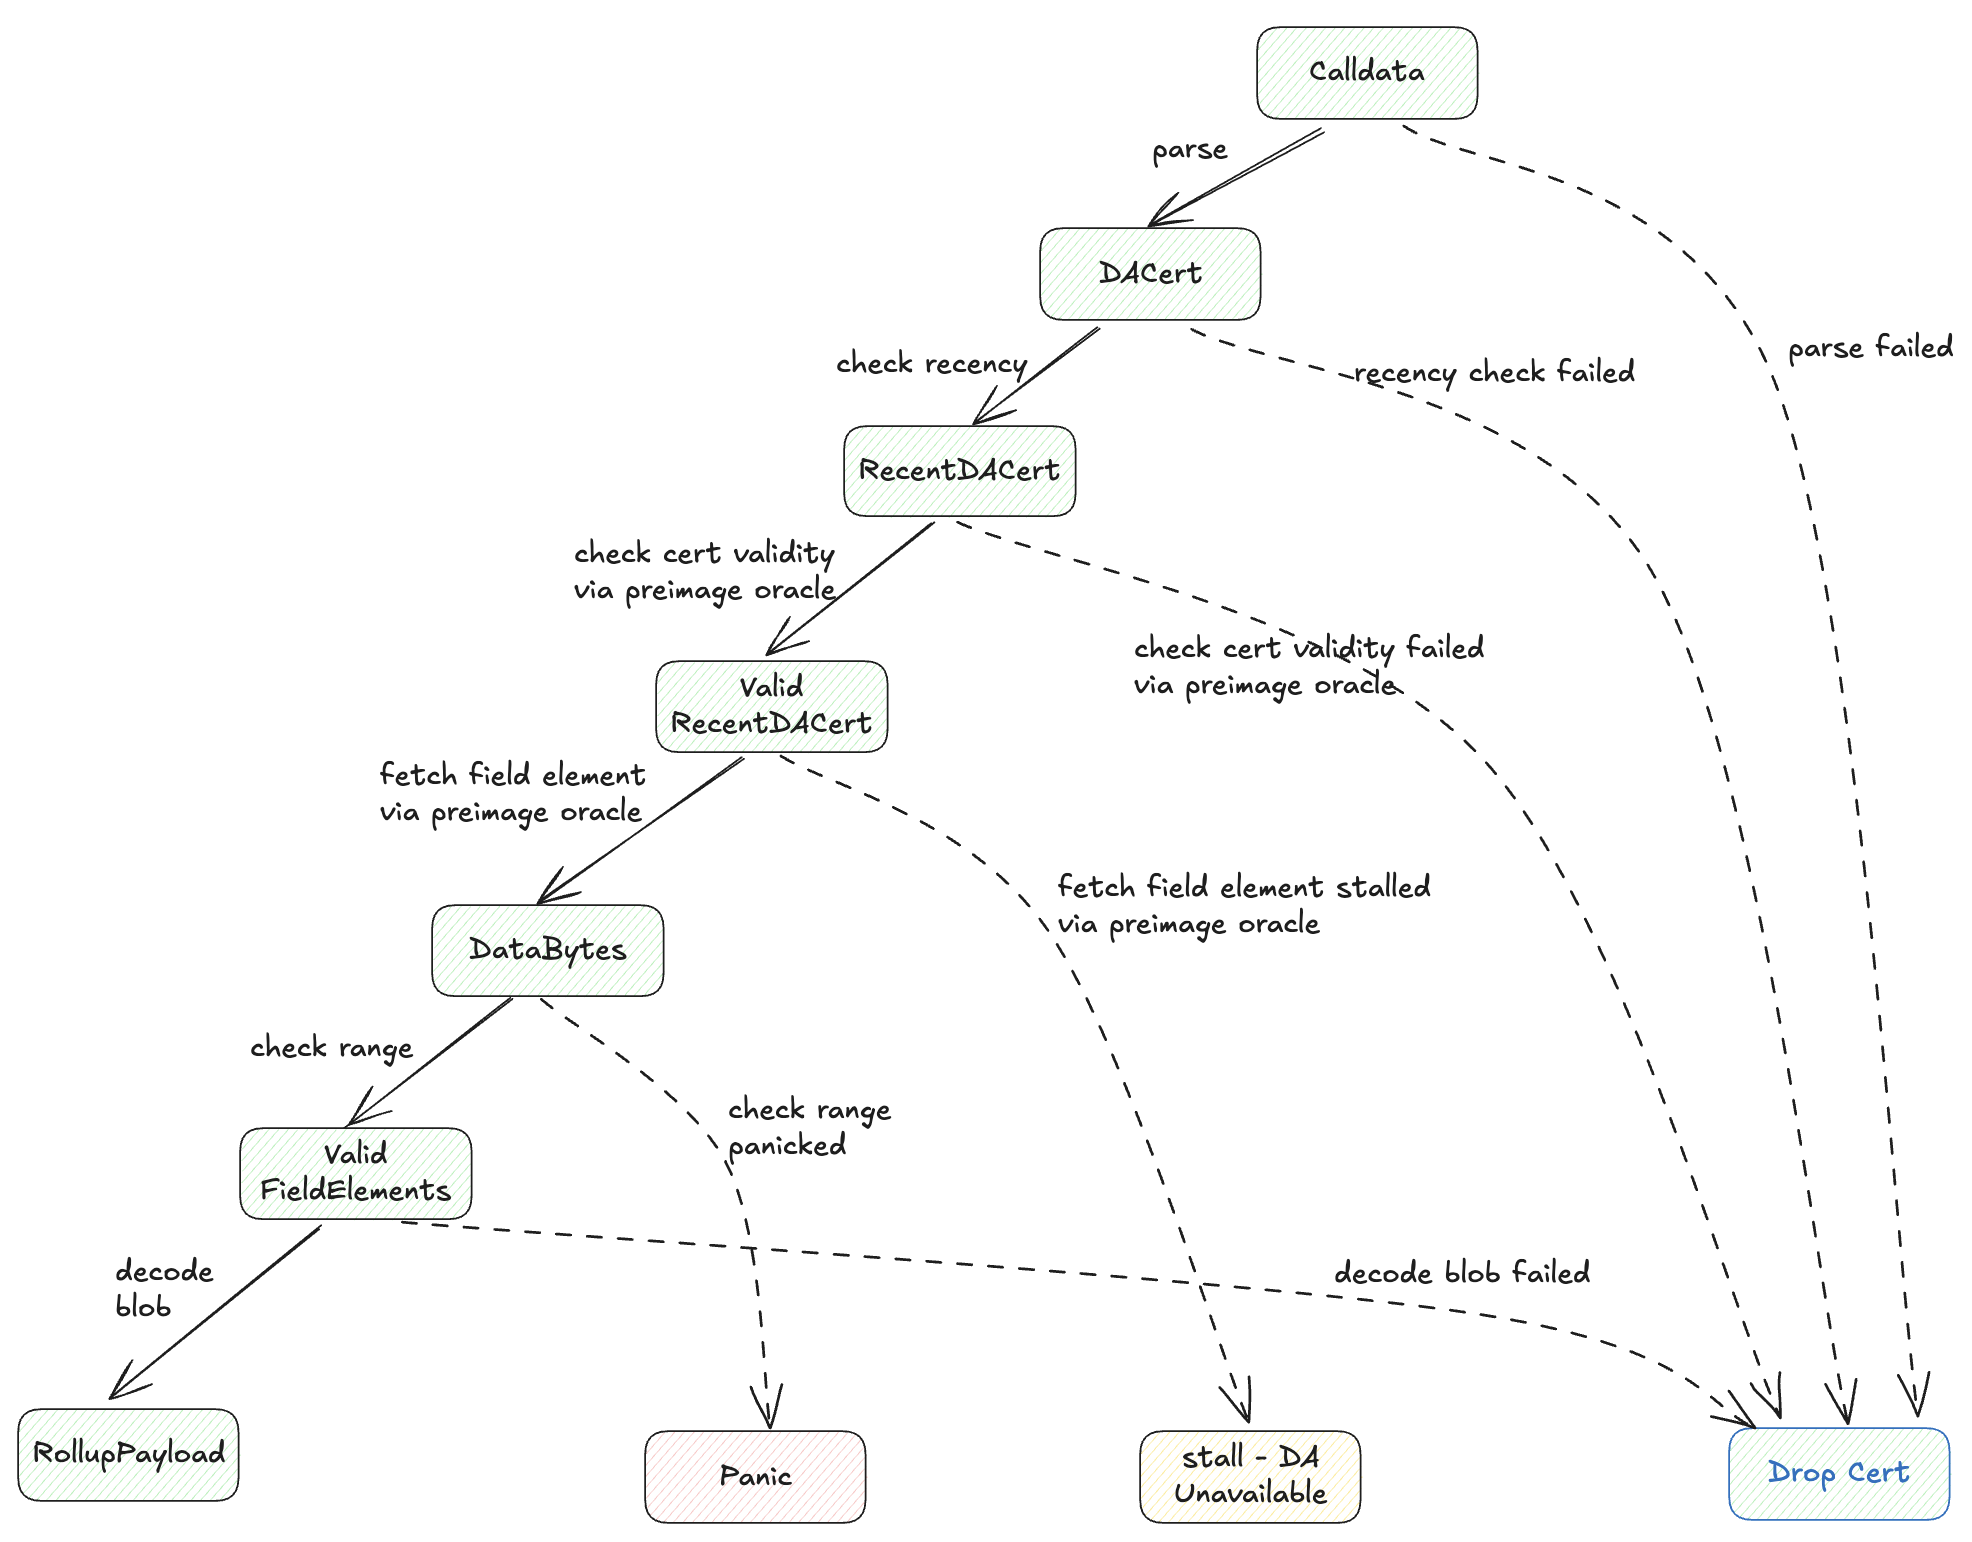 Calldata
parse
DACert
parse failed
check recency
recency check failed
RecentDACert
check cert validity
via preimage oracle
check cert validity failed
via preimage oracle
Valid
RecentDACert
fetch field element
via preimage oracle
fetch field element stalled
via preimage oracle
DataBytes
check range
check range
panicked
Valid
FieldElements
decode
blob
decode blob failed
RollupPayload
Panic
stall - DA
Unavailable
Drop Cert